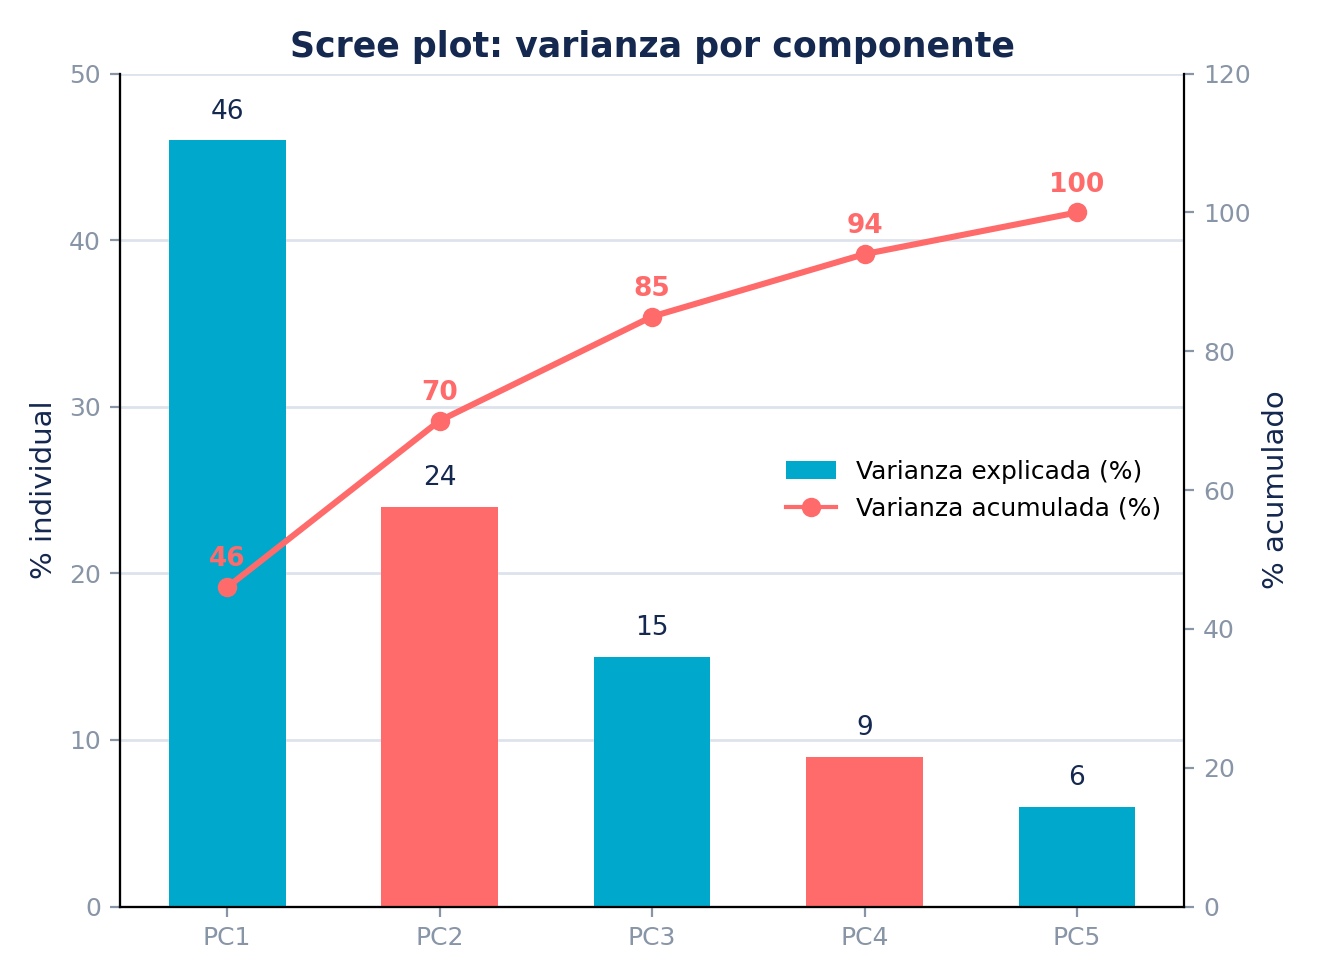 Scree plot: varianza por componente
50
40
30
20
10
0
% individual
120
100
80
60
40
20
0
% acumulado
46
24
15
9
6
46
70
85
94
100
Varianza explicada (%)
Varianza acumulada (%)
PC1
PC2
PC3
PC4
PC5